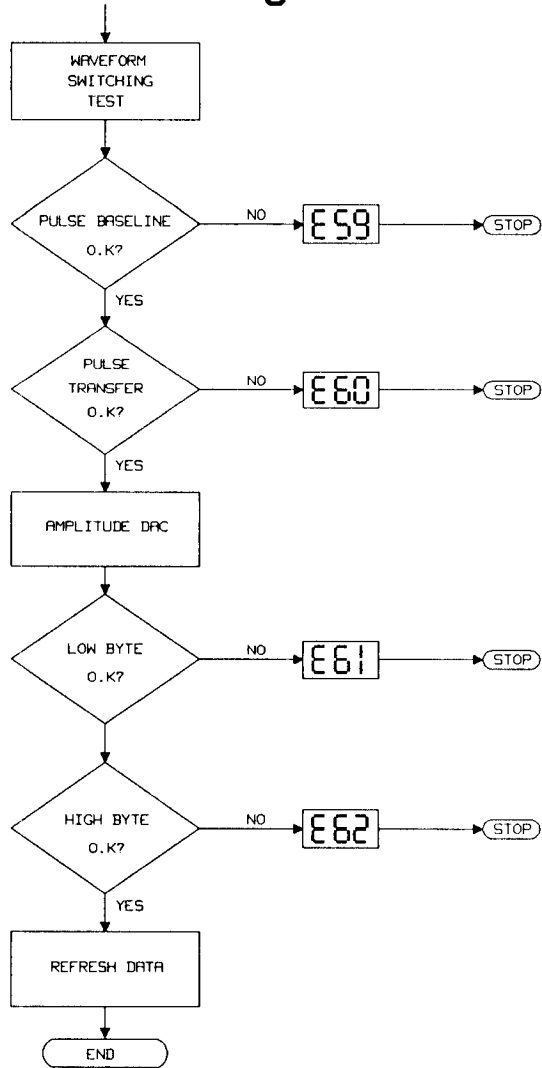 WAVEFORM
SWITCHING
TEST
PULSE BASELINE
O.K?
NO
E59
STOP
YES
PULSE
TRANSFER
O.K?
NO
E60
STOP
YES
AMPLITUDE DAC
LOW BYTE
O.K?
NO
E61
STOP
HIGH BYTE
O.K?
NO
E62
STOP
YES
REFRESH DATA
END